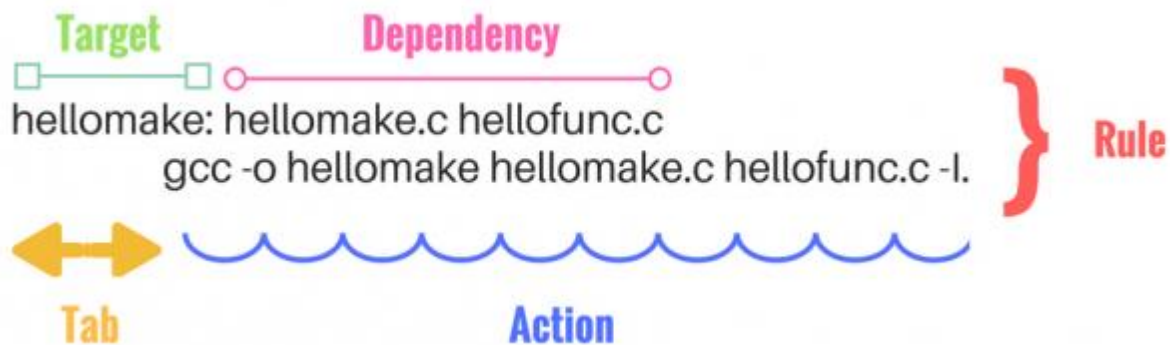 Target Dependency
hellomake: hellomake.c hellofunc.c
gcc -o hellomake hellomake.c hellofunc.c -I.
Rule
Tab Action